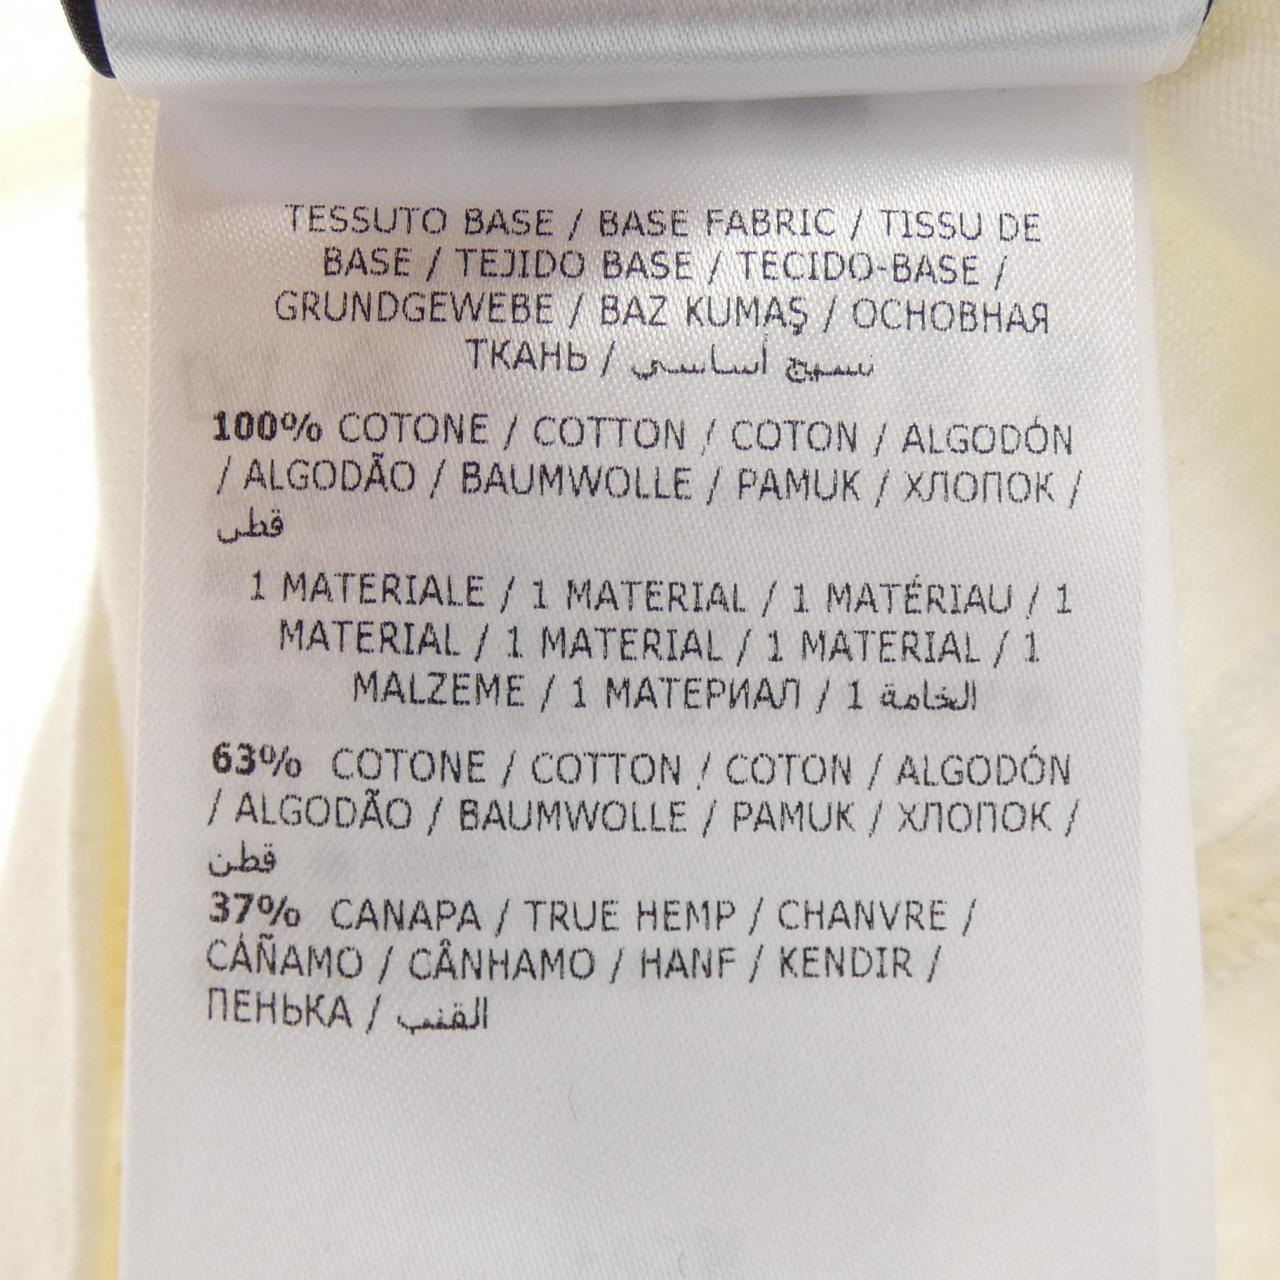 TESSUTO BASE / BASE FABRIC / TISSU DE
BASE / TEJIDO BASE / TECIDO-BASE /
GRUNDGEWEBE / BAZ KUMAŞ / ОСНОВНАЯ
ТКАНЬ / نسيج أساسي
100% COTONE / COTTON / COTON / ALGODÓN
/ ALGODÃO / BAUMWOLLE / PAMUK / ХЛОПОК /
قطن
1 MATERIALE / 1 MATERIAL / 1 MATÉRIAU / 1
MATERIAL / 1 MATERIAL / 1 MATERIAL / 1
MALZEME / 1 МАТЕРИАЛ / 1 الخامة
63% COTONE / COTTON / COTON / ALGODÓN
/ ALGODÃO / BAUMWOLLE / PAMUK / ХЛОПОК /
قطن
37% CANAPA / TRUE HEMP / CHANVRE /
CÁÑAMO / CÂNHAMO / HANF / KENDIR /
ПЕНЬКА / القنب